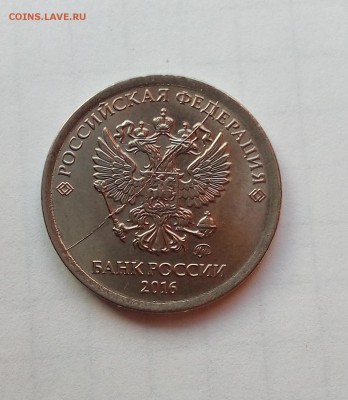 COINS.LAVE.RU
РОССИЙСКАЯ ФЕДЕРАЦИЯ
БАНК РОССИИ
2016